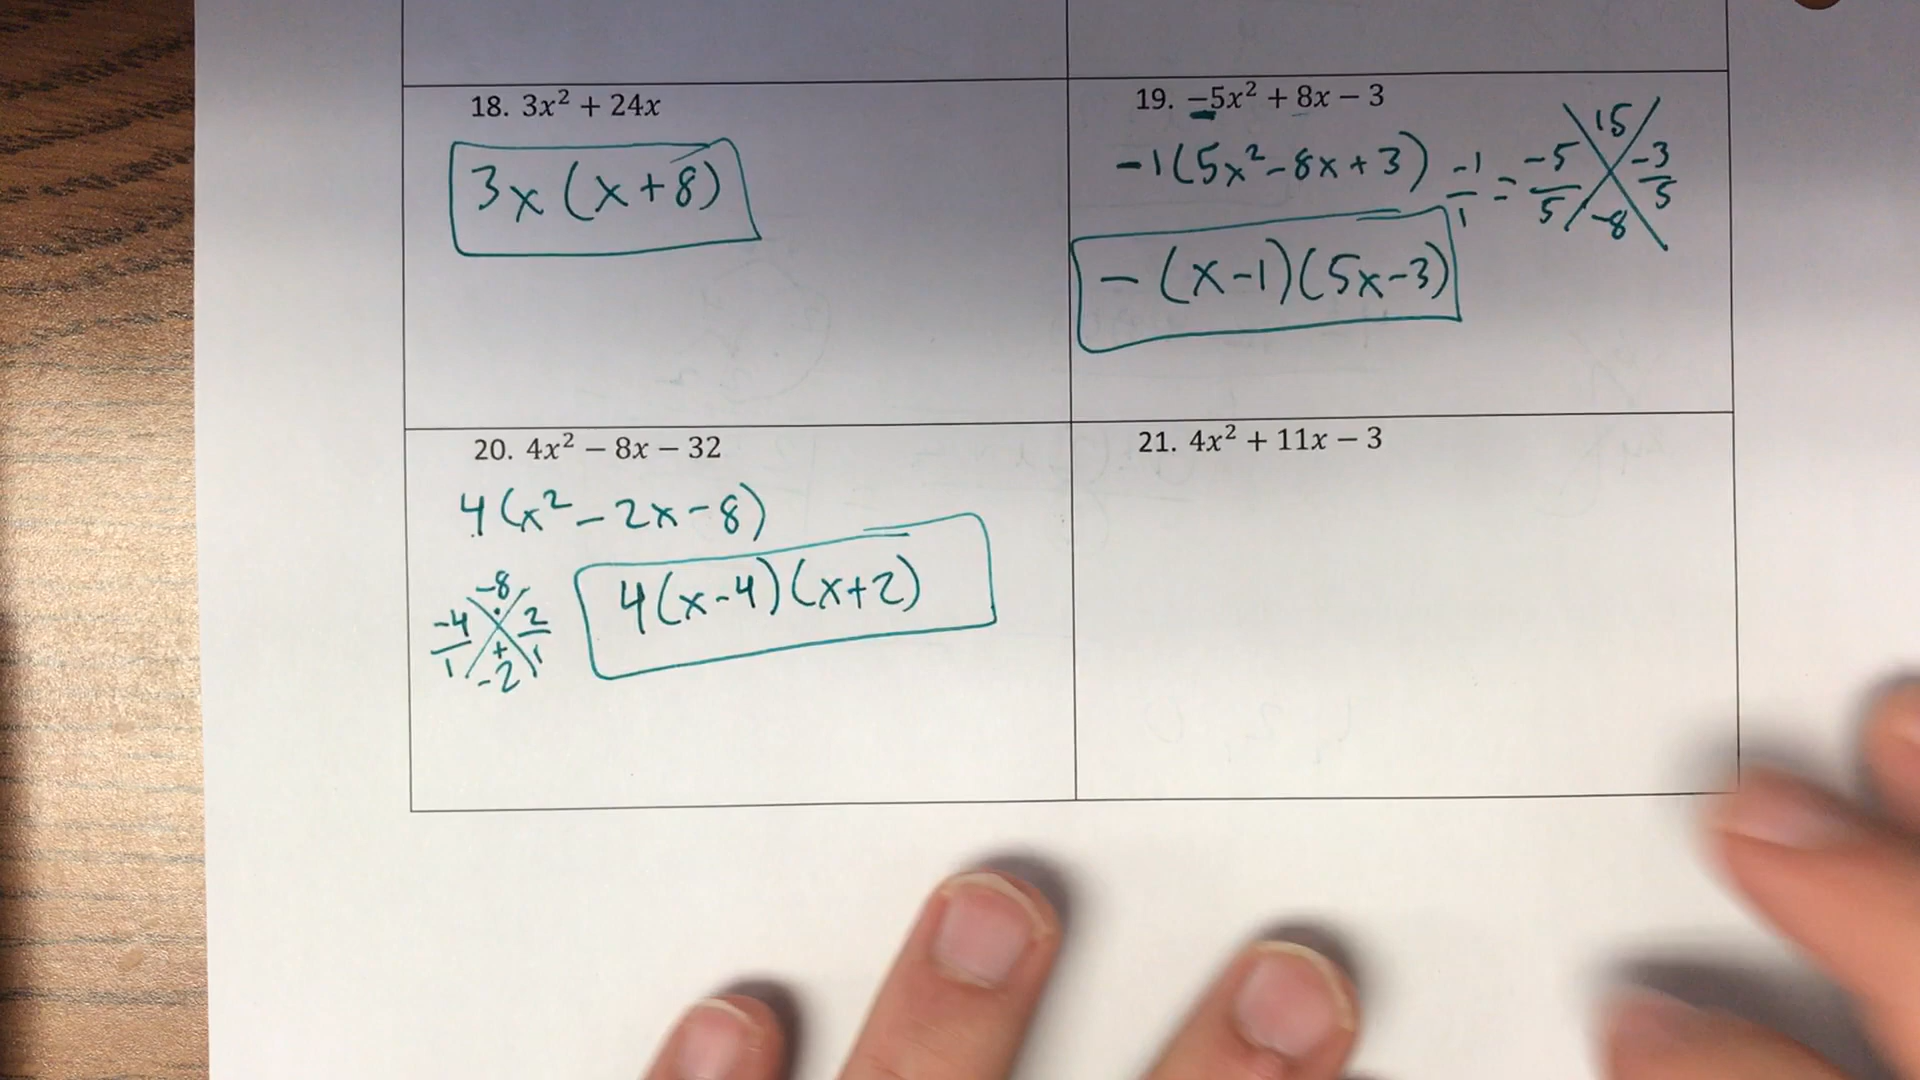 18. 3x² + 24x
3x (x+8)
19. −5x² + 8x − 3
-1(5x²-8x+3)
-1/1 = -5/5
15
-3/5
-8
-(x-1)(5x-3)
20. 4x² − 8x − 32
4(x²-2x-8)
-8
-4/1 · 2/1
+
-2
4(x-4)(x+2)
21. 4x² + 11x − 3